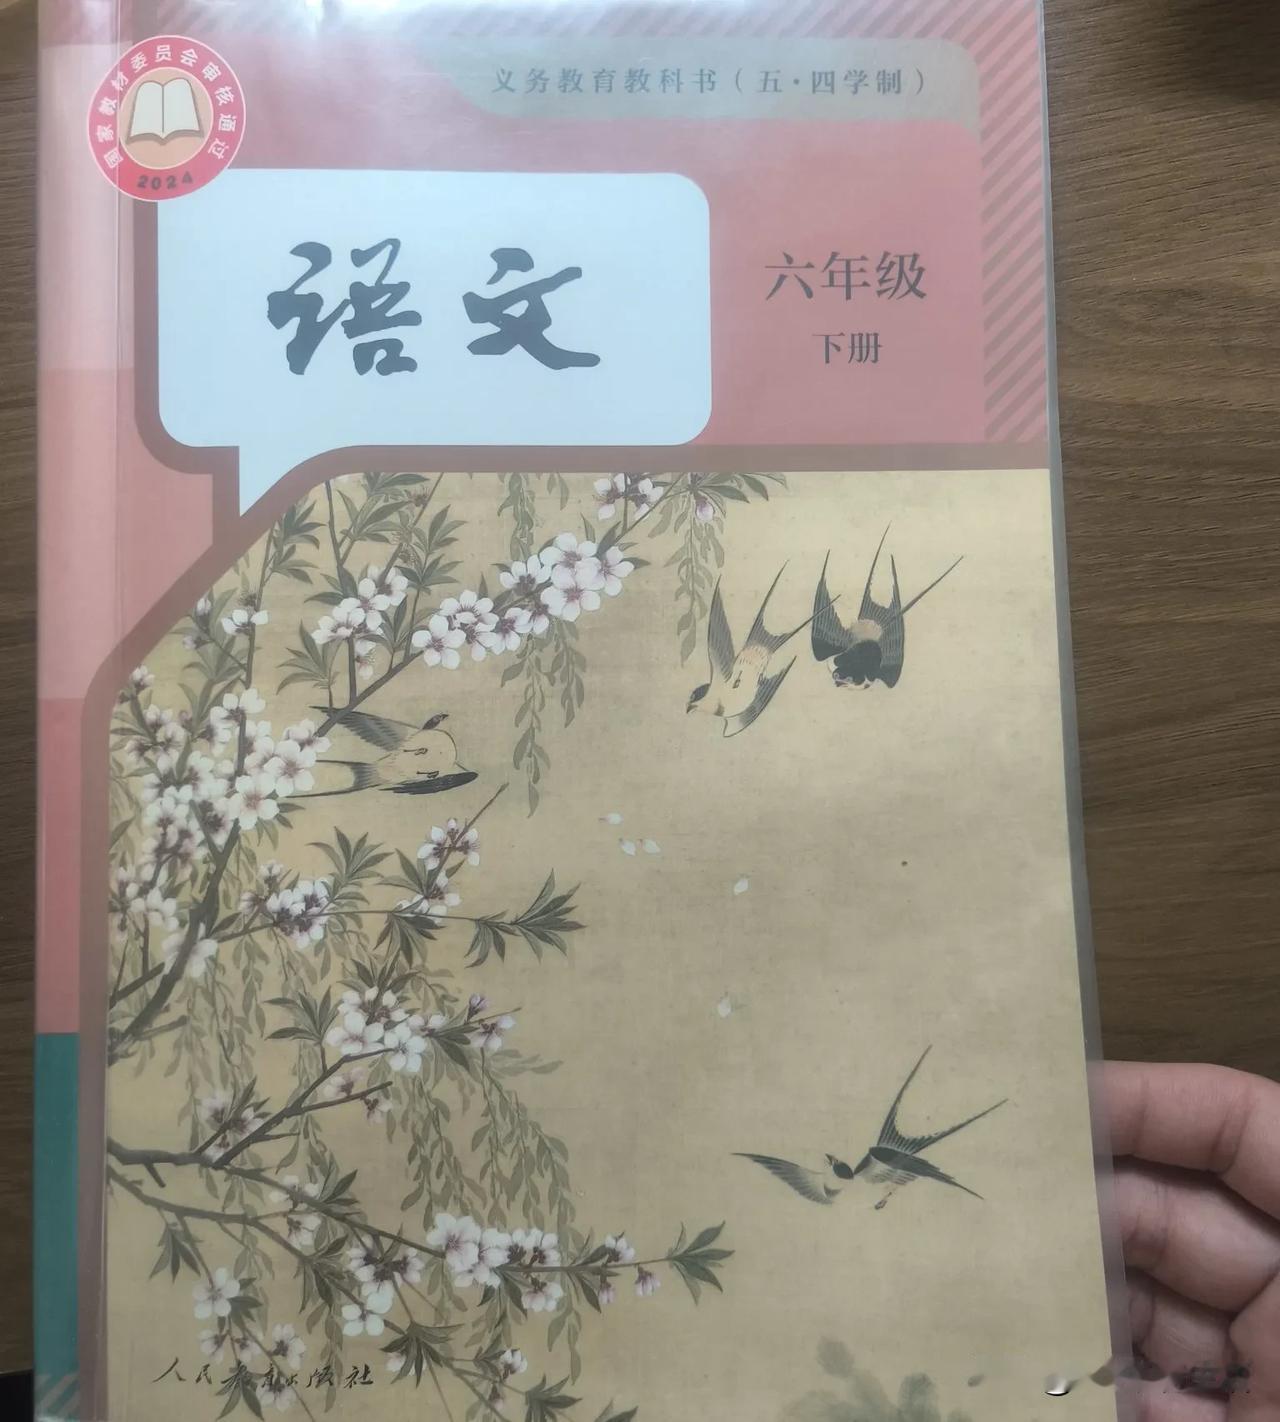 国家教材委员会审核通过
2024
义务教育教科书(五·四学制)
语文
六年级
下册
人民教育出版社